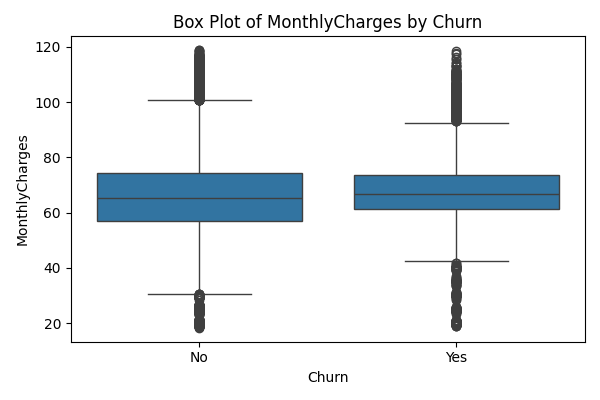 Box Plot of MonthlyCharges by Churn
120
100
80
60
40
20
MonthlyCharges
No
Yes
Churn